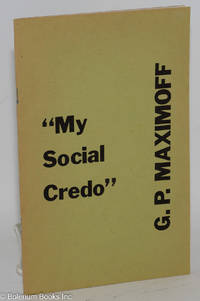 “My
Social
Credo”
G. P. MAXIMOFF
© Bolerium Books Inc.